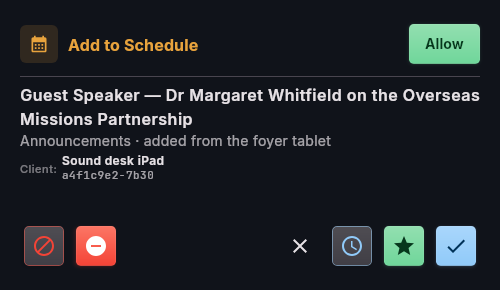 Add to Schedule
Allow
Guest Speaker — Dr Margaret Whitfield on the Overseas
Missions Partnership
Announcements · added from the foyer tablet
Client: Sound desk iPad
a4f1c9e2-7b30